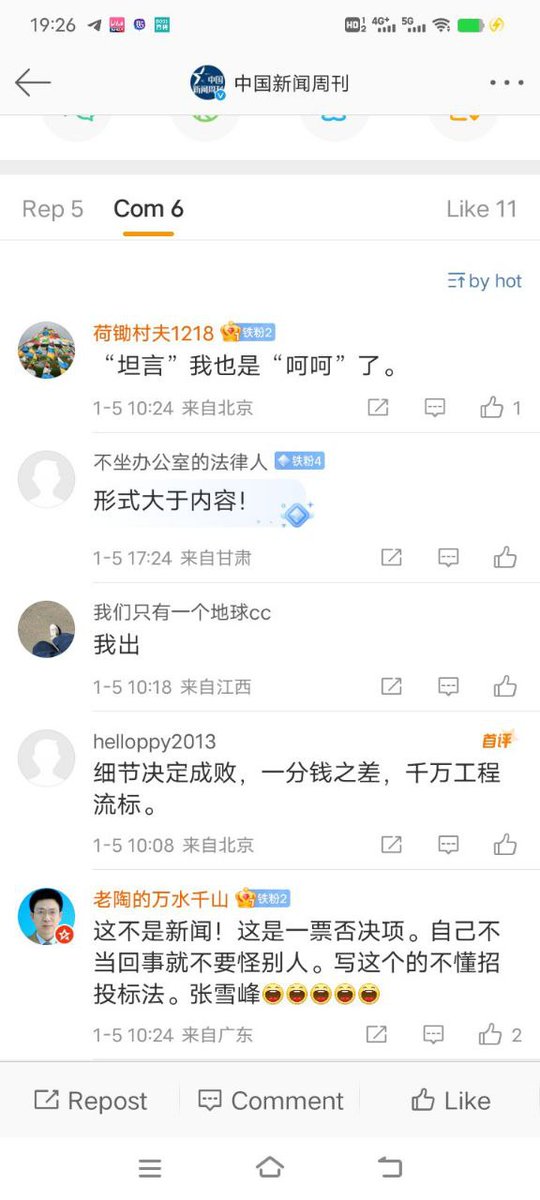 19:26
HD 1 2 4G+ 5G
中国新闻周刊
Rep 5 Com 6 Like 11
by hot
荷锄村夫1218 铁粉2
“坦言”我也是“呵呵”了。
1-5 10:24 来自北京 1
不坐办公室的法律人 铁粉4
形式大于内容！
1-5 17:24 来自甘肃
我们只有一个地球cc
我出
1-5 10:18 来自江西
helloppy2013 首评
细节决定成败，一分钱之差，千万工程
流标。
1-5 10:08 来自北京
老陶的万水千山 铁粉2
这不是新闻！这是一票否决项。自己不
当回事就不要怪别人。写这个的不懂招
投标法。张雪峰
1-5 10:24 来自广东 2
Repost Comment Like